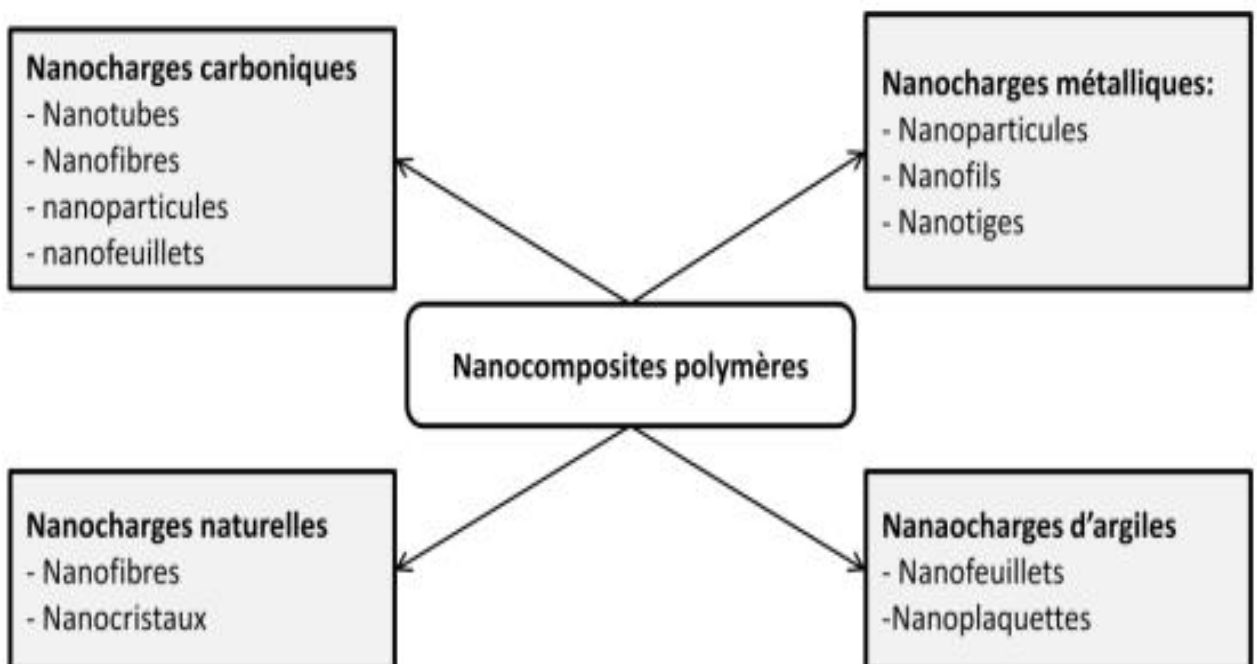 Nanocharges carboniques
- Nanotubes
- Nanofibres
- nanoparticules
- nanofeuillets
Nanocharges métalliques:
- Nanoparticules
- Nanofils
- Nanotiges
Nanocomposites polymères
Nanocharges naturelles
- Nanofibres
- Nanocristaux
Nanaocharges d'argiles
- Nanofeuillets
-Nanoplaquettes